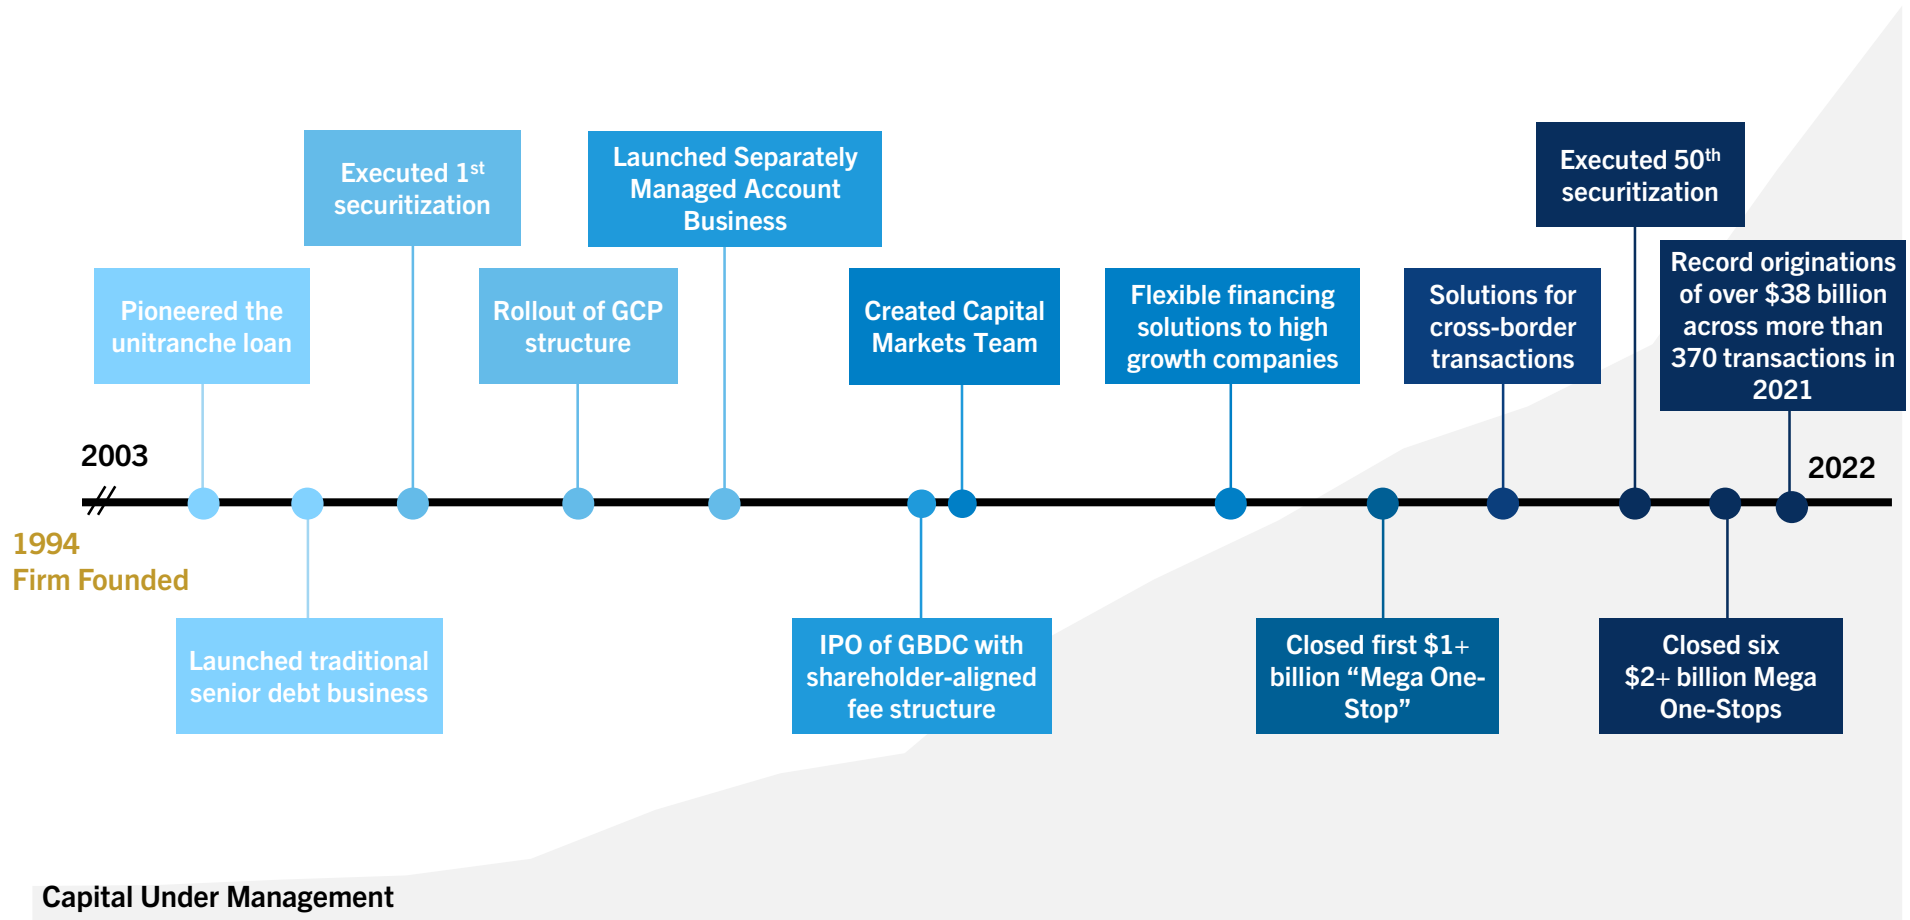 Executed 1st
securitization
Launched Separately
Managed Account
Business
Executed 50th
securitization
Pioneered the
unitranche loan
Rollout of GCP
structure
Created Capital
Markets Team
Flexible financing
solutions to high
growth companies
Solutions for
cross-border
transactions
Record originations
of over $38 billion
across more than
370 transactions in
2021
2003
2022
1994
Firm Founded
Launched traditional
senior debt business
IPO of GBDC with
shareholder-aligned
fee structure
Closed first $1+
billion “Mega One-
Stop”
Closed six
$2+ billion Mega
One-Stops
Capital Under Management